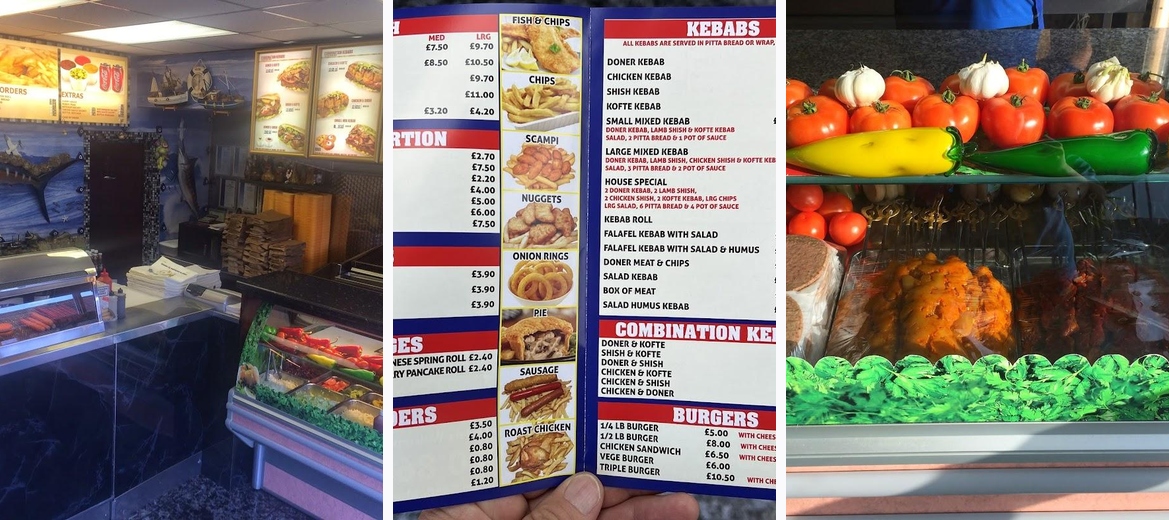 ORDERS
EXTRAS
H
MED LRG
£7.50 £9.70
£8.50 £10.50
£9.70
£11.00
£3.20 £4.20
RTION
£2.70
£7.50
£2.20
£4.00
£5.00
£6.00
£7.50
£3.90
£3.90
£3.90
GES
NESE SPRING ROLL £2.40
RY PANCAKE ROLL £2.40
DERS
£3.50
£4.00
£0.80
£0.80
£0.80
£1.20
FISH & CHIPS
CHIPS
SCAMPI
NUGGETS
ONION RINGS
PIE
SAUSAGE
ROAST CHICKEN
KEBABS
ALL KEBABS ARE SERVED IN PITTA BREAD OR WRAP,
DONER KEBAB
CHICKEN KEBAB
SHISH KEBAB
KOFTE KEBAB
SMALL MIXED KEBAB
DONER KEBAB, LAMB SHISH & KOFTE KEBAB
SALAD, 2 PITTA BREAD & 1 POT OF SAUCE
LARGE MIXED KEBAB
DONER KEBAB, LAMB SHISH, CHICKEN SHISH & KOFTE KEB
SALAD, 3 PITTA BREAD & 2 POT OF SAUCE
HOUSE SPECIAL
2 DONER KEBAB, 2 LAMB SHISH,
2 CHICKEN SHISH, 2 KOFTE KEBAB, LRG CHIPS
LRG SALAD, 6 PITTA BREAD & 4 POT OF SAUCE
KEBAB ROLL
FALAFEL KEBAB WITH SALAD
FALAFEL KEBAB WITH SALAD & HUMUS
DONER MEAT & CHIPS
SALAD KEBAB
BOX OF MEAT
SALAD HUMUS KEBAB
COMBINATION KE
DONER & KOFTE
SHISH & KOFTE
DONER & SHISH
CHICKEN & KOFTE
CHICKEN & SHISH
CHICKEN & DONER
BURGERS
1/4 LB BURGER £5.00 WITH CHEES
1/2 LB BURGER £8.00 WITH CHEES
CHICKEN SANDWICH £6.50 WITH CHEES
VEGE BURGER £6.00
TRIPLE BURGER £10.50 WITH CHE